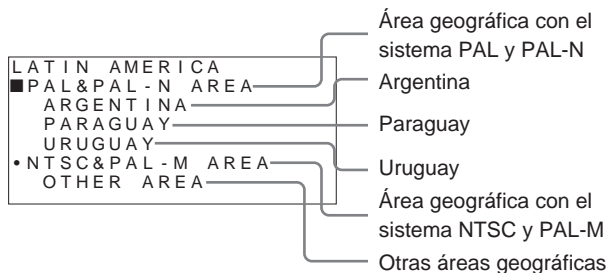 LATIN AMERICA
■PAL&PAL-N AREA
ARGENTINA
PARAGUAY
URUGUAY
•NTSC&PAL-M AREA
OTHER AREA
Área geográfica con el
sistema PAL y PAL-N
Argentina
Paraguay
Uruguay
Área geográfica con el
sistema NTSC y PAL-M
Otras áreas geográficas